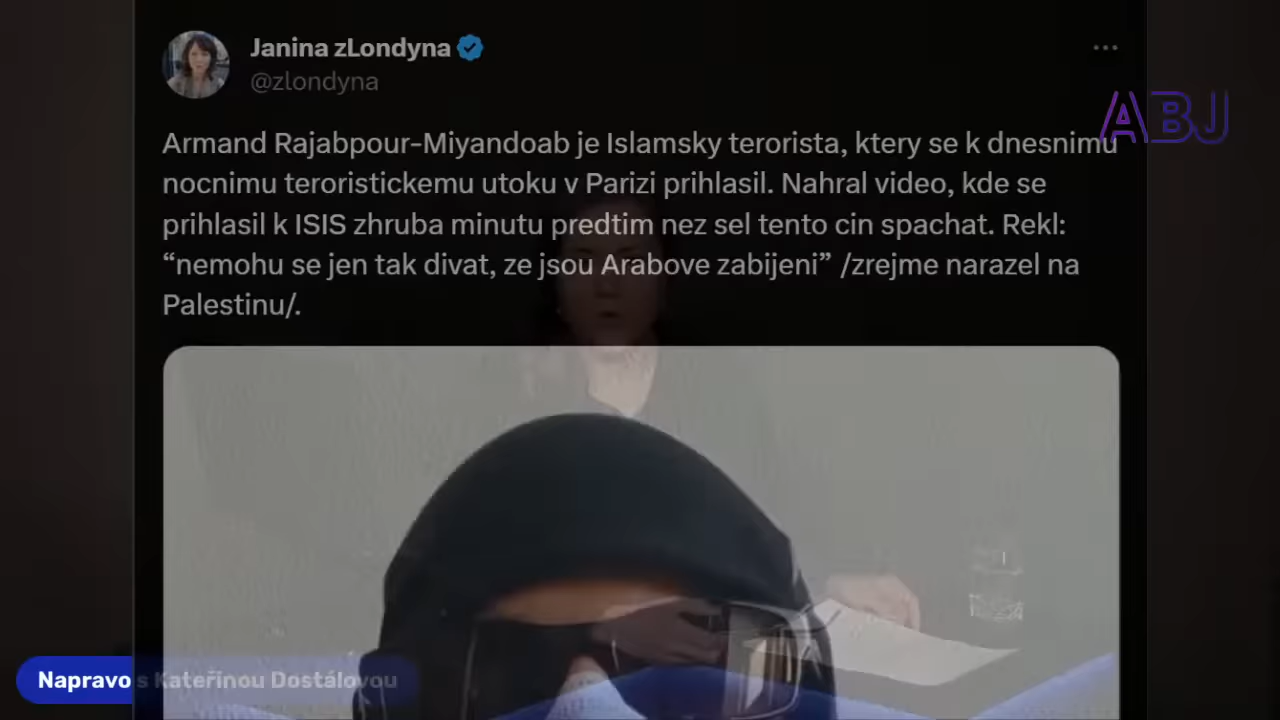 Janina zLondyna
@zlondyna
ABJ
Armand Rajabpour-Miyandoab je Islamsky terorista, ktery se k dnesnimu
nocnimu teroristickemu utoku v Parizi prihlasil. Nahral video, kde se
prihlasil k ISIS zhruba minutu predtim nez sel tento cin spachat. Rekl:
“nemohu se jen tak divat, ze jsou Arabove zabijeni” /zrejme narazel na
Palestinu/.
Napravo s Kateřinou Dostálovou